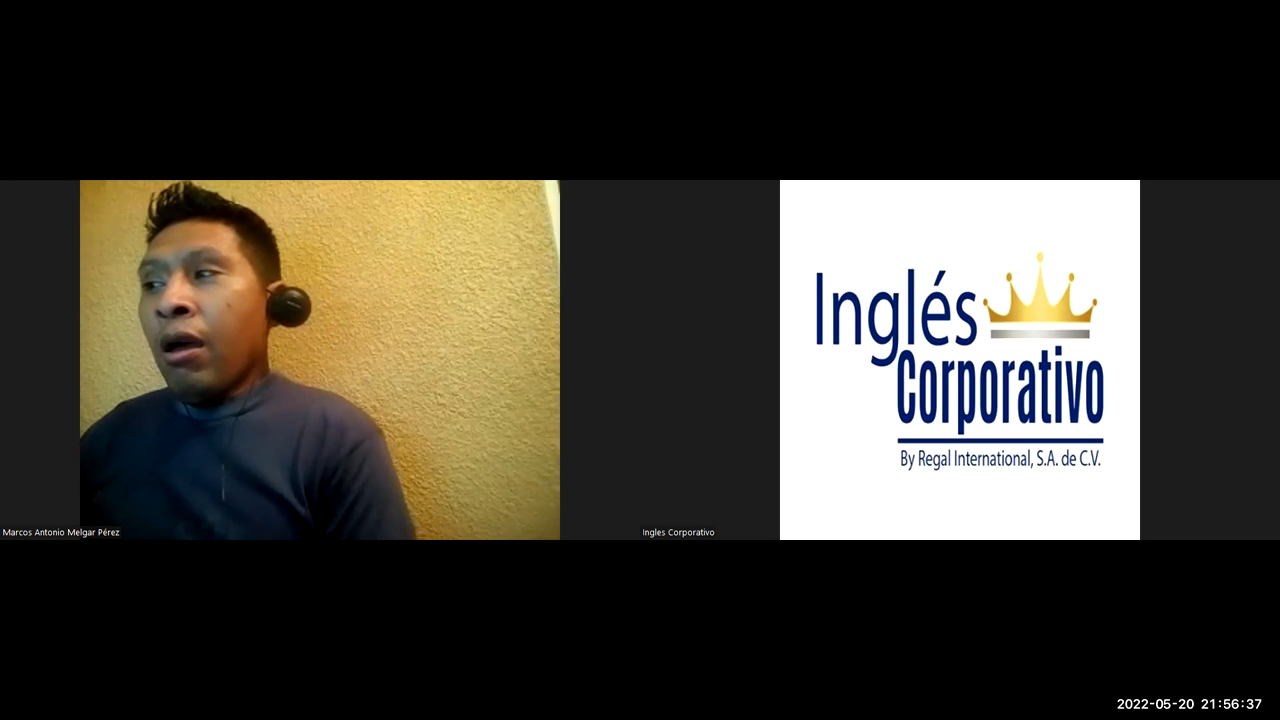 Inglés
Corporativo
By Regal International, S.A. de C.V.
Marcos Antonio Melgar Pérez
Ingles Corporativo
2022-05-20 21:56:37